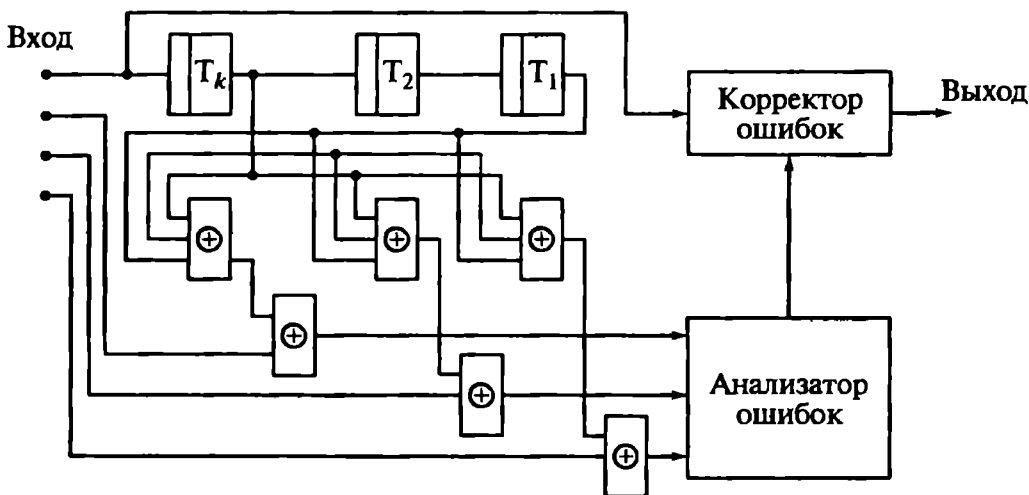 Вход
T_k
T_2
T_1
Корректор
ошибок
Выход
Анализатор
ошибок